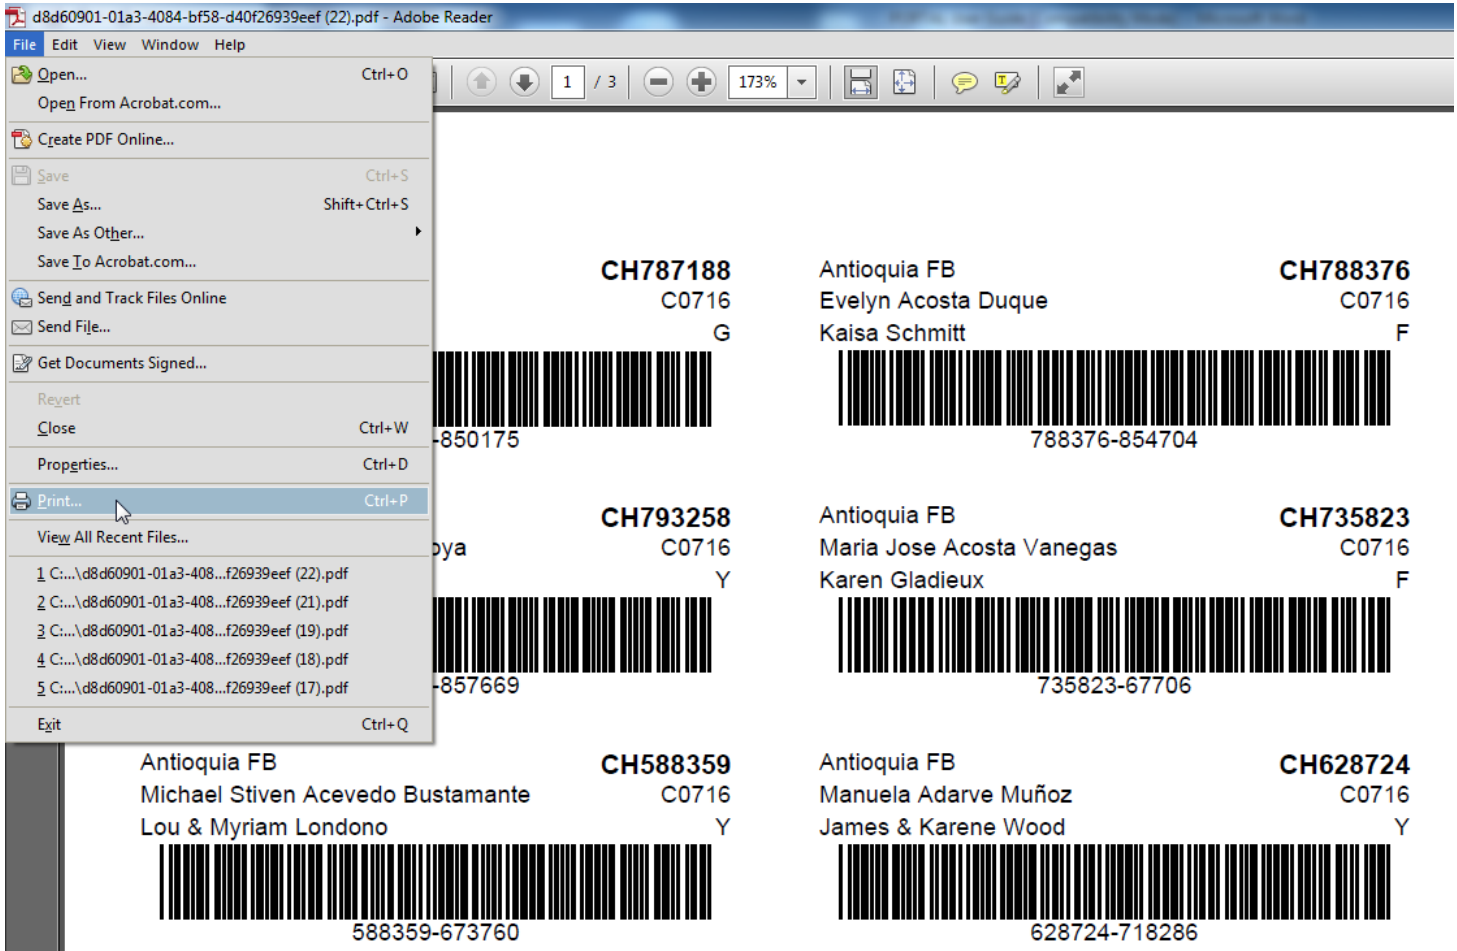 d8d60901-01a3-4084-bf58-d40f26939eef (22).pdf - Adobe Reader
File Edit View Window Help
1 / 3 173%
Open... Ctrl+O
Open From Acrobat.com...
Create PDF Online...
Save Ctrl+S
Save As... Shift+Ctrl+S
Save As Other...
Save To Acrobat.com...
Send and Track Files Online
Send File...
Get Documents Signed...
Revert
Close Ctrl+W
Properties... Ctrl+D
Print... Ctrl+P
View All Recent Files...
1 C:...\d8d60901-01a3-408...f26939eef (22).pdf
2 C:...\d8d60901-01a3-408...f26939eef (21).pdf
3 C:...\d8d60901-01a3-408...f26939eef (19).pdf
4 C:...\d8d60901-01a3-408...f26939eef (18).pdf
5 C:...\d8d60901-01a3-408...f26939eef (17).pdf
Exit Ctrl+Q
CH787188
C0716
G
-850175
Antioquia FB CH788376
Evelyn Acosta Duque C0716
Kaisa Schmitt F
788376-854704
CH793258
oya C0716
Y
-857669
Antioquia FB CH735823
Maria Jose Acosta Vanegas C0716
Karen Gladieux F
735823-67706
Antioquia FB CH588359
Michael Stiven Acevedo Bustamante C0716
Lou & Myriam Londono Y
588359-673760
Antioquia FB CH628724
Manuela Adarve Muñoz C0716
James & Karene Wood Y
628724-718286